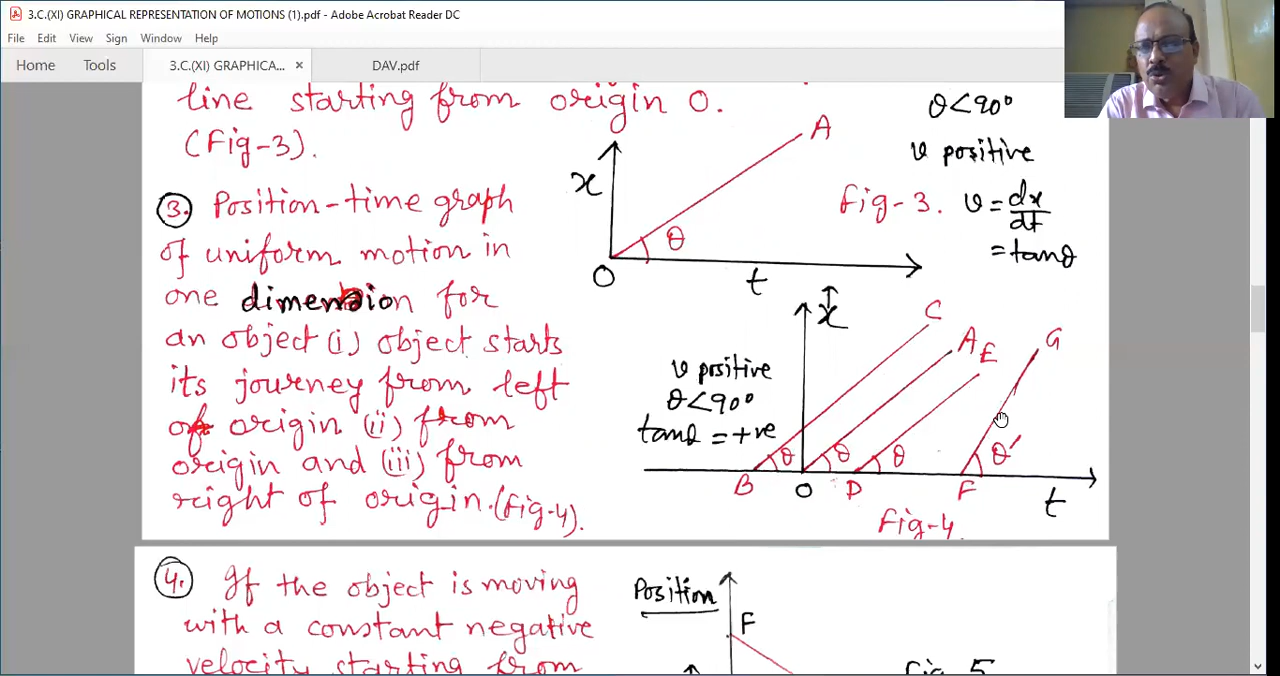 3.C.(XI) GRAPHICAL REPRESENTATION OF MOTIONS (1).pdf - Adobe Acrobat Reader DC
File Edit View Sign Window Help
Home Tools 3.C.(XI) GRAPHICA... × DAV.pdf
line starting from origin O.
(Fig-3).
A
x
θ
O
t
θ<90°
v positive
Fig-3. v = dx/dt
= tanθ
③. Position-time graph
of uniform motion in
one dimension for
an object (i) object starts
its journey from left
of origin (ii) from
origin and (iii) from
right of origin. (Fig-4).
v positive
θ<90°
tanθ = +ve
x
C
A
E
G
θ
θ
θ
θ'
B
O
D
F
t
Fig-4.
④. If the object is moving
with a constant negative
velocity starting from
Position
F
Fig-5